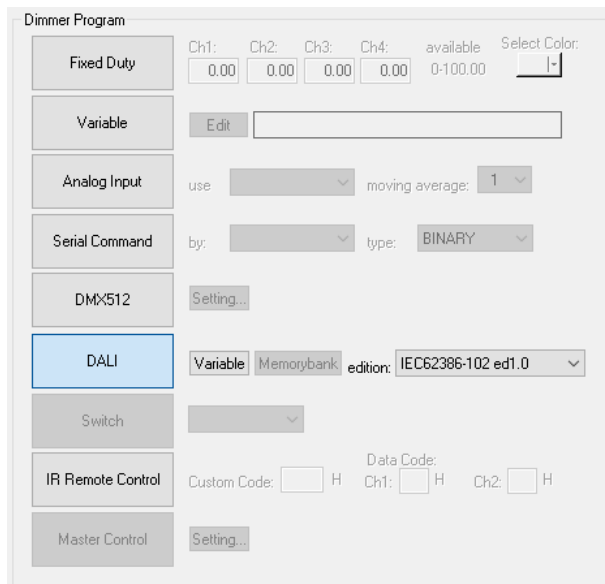 Dimmer Program
Fixed Duty
Ch1: Ch2: Ch3: Ch4: available Select Color:
0.00 0.00 0.00 0.00 0-100.00
Variable Edit
Analog Input use moving average: 1
Serial Command by: type: BINARY
DMX512 Setting...
DALI Variable Memorybank edition: IEC62386-102 ed1.0
Switch
IR Remote Control Custom Code: H Data Code: Ch1: H Ch2: H
Master Control Setting...